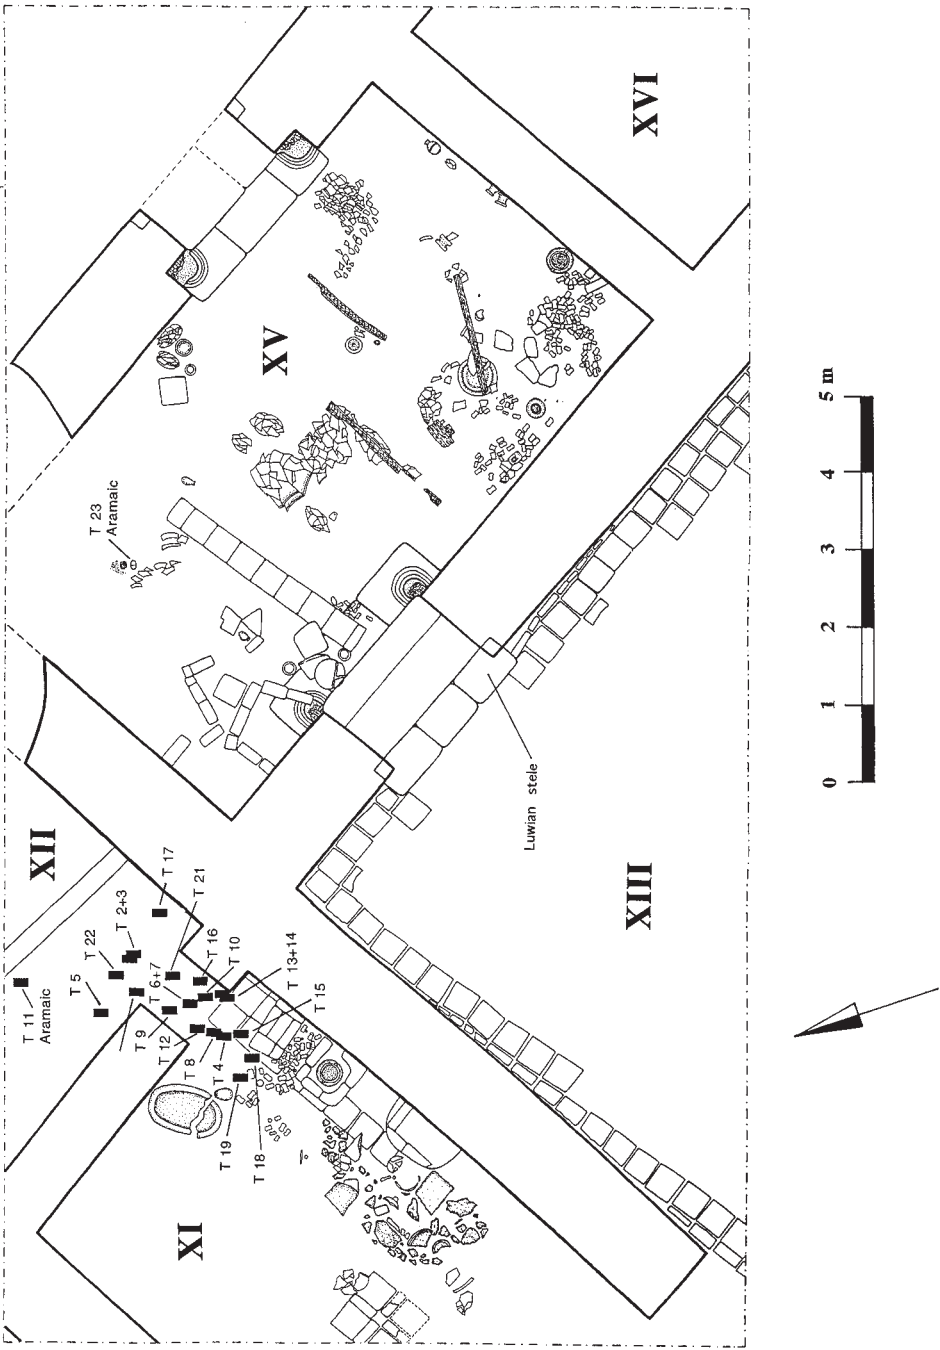 T 11
Aramaic
XII
T 5
T 22
T 23
Aramaic
T 2+3
T 9
T 6+7
T 12
T 17
T 8
T 21
XI
T 4
T 16
T 19
T 10
XV
T 18
T 13+14
T 15
Luwian stele
XIII
XVI
0 1 2 3 4 5 m